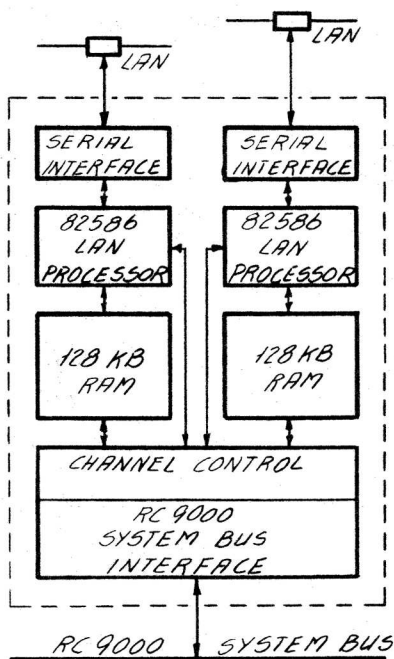 LAN
LAN
SERIAL
INTERFACE
SERIAL
INTERFACE
82586
LAN
PROCESSOR
82586
LAN
PROCESSOR
128 KB
RAM
128 KB
RAM
CHANNEL CONTROL
RC 9000
SYSTEM BUS
INTERFACE
RC 9000 SYSTEM BUS